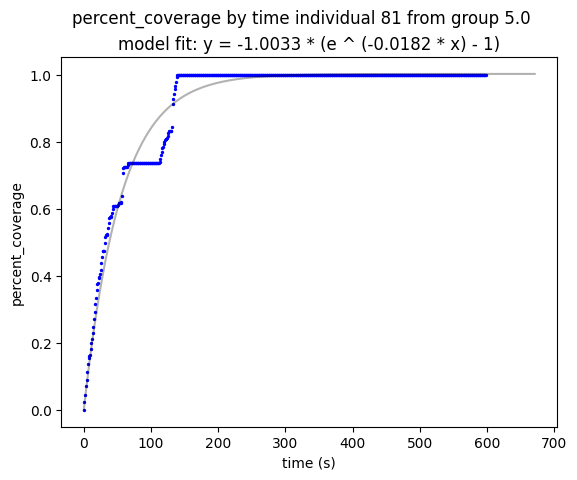 percent_coverage by time individual 81 from group 5.0
model fit: y = -1.0033 * (e ^ (-0.0182 * x) - 1)
1.0
0.8
0.6
0.4
0.2
0.0
percent_coverage
0 100 200 300 400 500 600 700
time (s)